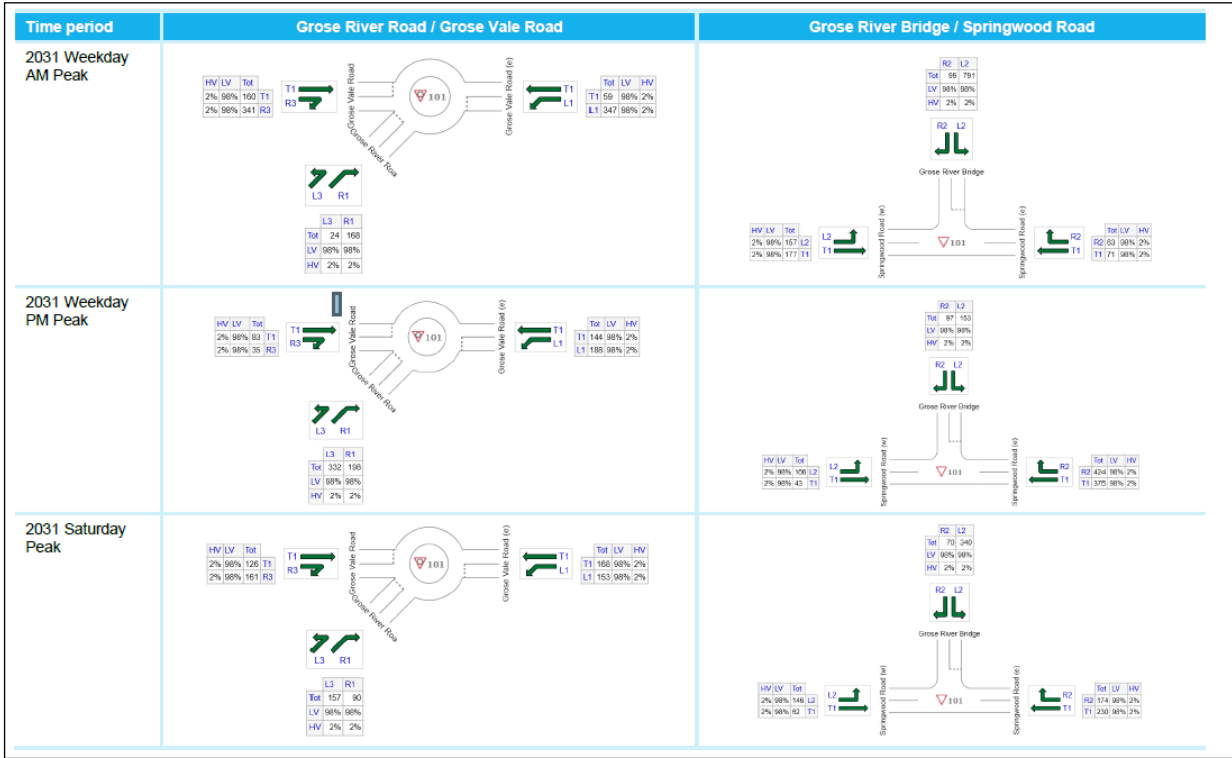 Time period Grose River Road / Grose Vale Road Grose River Bridge / Springwood Road
2031 Weekday
AM Peak
HV LV Tot
2% 98% 160 T1
2% 98% 341 R3
T1
R3
Grose Vale Road
101
Grose Vale Road (e)
T1
L1
Tot LV HV
T1 59 98% 2%
L1 347 98% 2%
Grose River Roa
L3 R1
L3 R1
Tot 24 168
LV 98% 98%
HV 2% 2%
R2 L2
Tot 791
LV 98% 98%
HV 2% 2%
R2 L2
Grose River Bridge
HV LV Tot
2% 98% 157 L2
2% 98% 177 T1
L2
T1
Springwood Road (w)
101
Springwood Road (e)
R2
T1
Tot LV HV
R2 63 98% 2%
T1 71 98% 2%
2031 Weekday
PM Peak
HV LV Tot
2% 98% 83 T1
2% 98% 35 R3
T1
R3
Grose Vale Road
101
Grose Vale Road (e)
T1
L1
Tot LV HV
T1 144 98% 2%
L1 188 98% 2%
Grose River Roa
L3 R1
L3 R1
Tot 332 198
LV 98% 98%
HV 2% 2%
R2 L2
Tot 97 153
LV 98% 98%
HV 2% 2%
R2 L2
Grose River Bridge
HV LV Tot
2% 98% 166 L2
2% 98% 43 T1
L2
T1
Springwood Road (w)
101
Springwood Road (e)
R2
T1
Tot LV HV
R2 424 98% 2%
T1 375 98% 2%
2031 Saturday
Peak
HV LV Tot
2% 98% 126 T1
2% 98% 161 R3
T1
R3
Grose Vale Road
101
Grose Vale Road (e)
T1
L1
Tot LV HV
T1 168 98% 2%
L1 153 98% 2%
Grose River Roa
L3 R1
L3 R1
Tot 157 90
LV 98% 98%
HV 2% 2%
R2 L2
Tot 70 340
LV 98% 98%
HV 2% 2%
R2 L2
Grose River Bridge
HV LV Tot
2% 98% 146 L2
2% 98% 62 T1
L2
T1
Springwood Road (w)
101
Springwood Road (e)
R2
T1
Tot LV HV
R2 174 98% 2%
T1 230 98% 2%